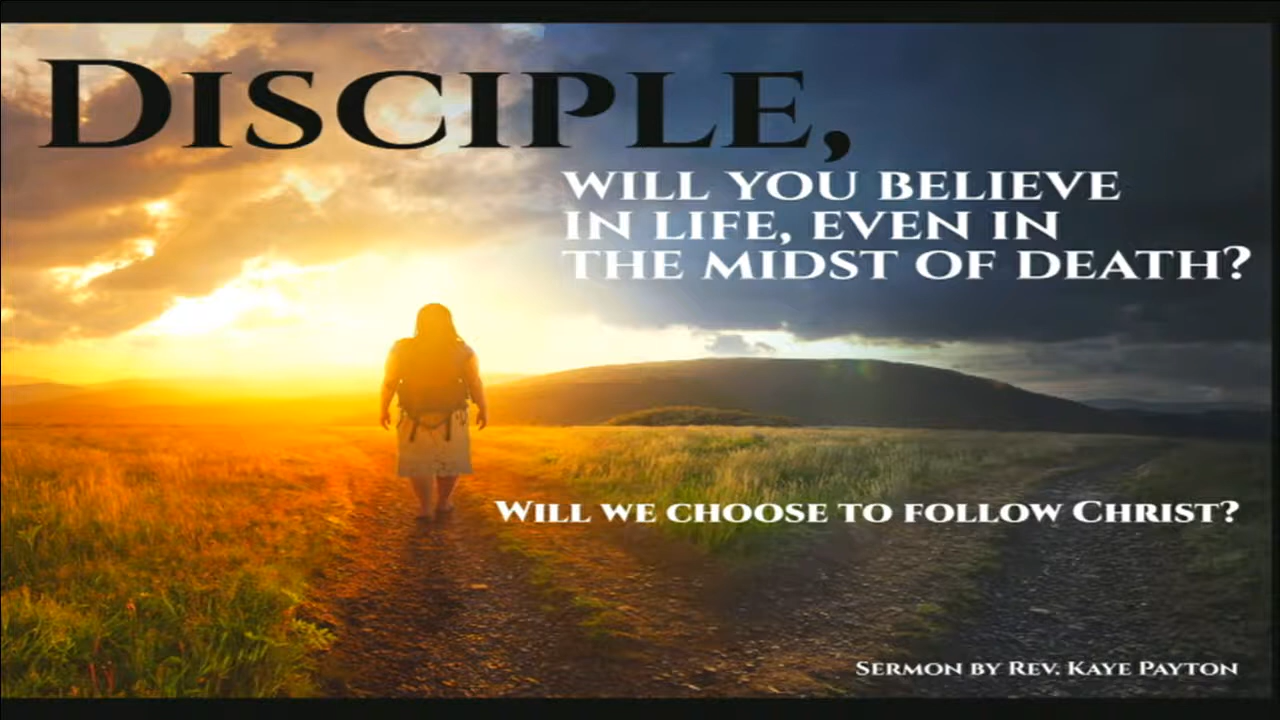 Disciple,
will you believe
in life, even in
the midst of death?
Will we choose to follow Christ?
Sermon by Rev. Kaye Payton